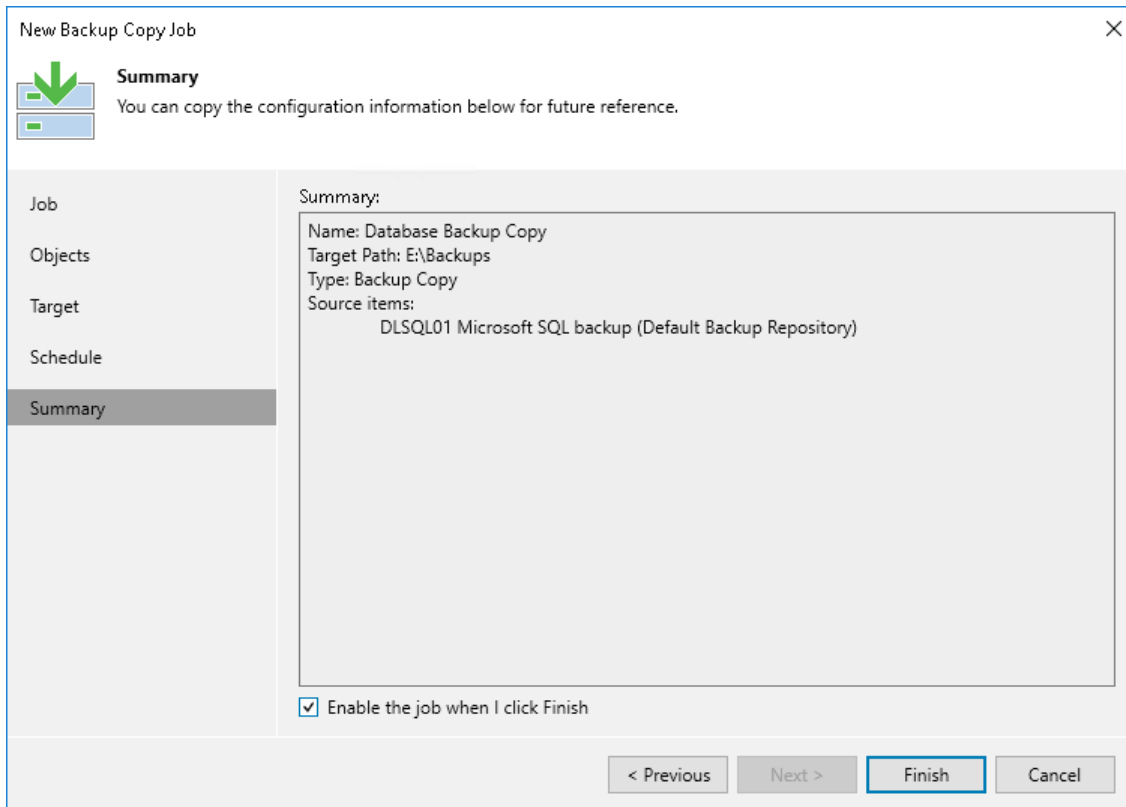 New Backup Copy Job
Summary
You can copy the configuration information below for future reference.
Job
Objects
Target
Schedule
Summary
Summary:
Name: Database Backup Copy
Target Path: E:\Backups
Type: Backup Copy
Source items:
DLSQL01 Microsoft SQL backup (Default Backup Repository)
Enable the job when I click Finish
< Previous
Next >
Finish
Cancel